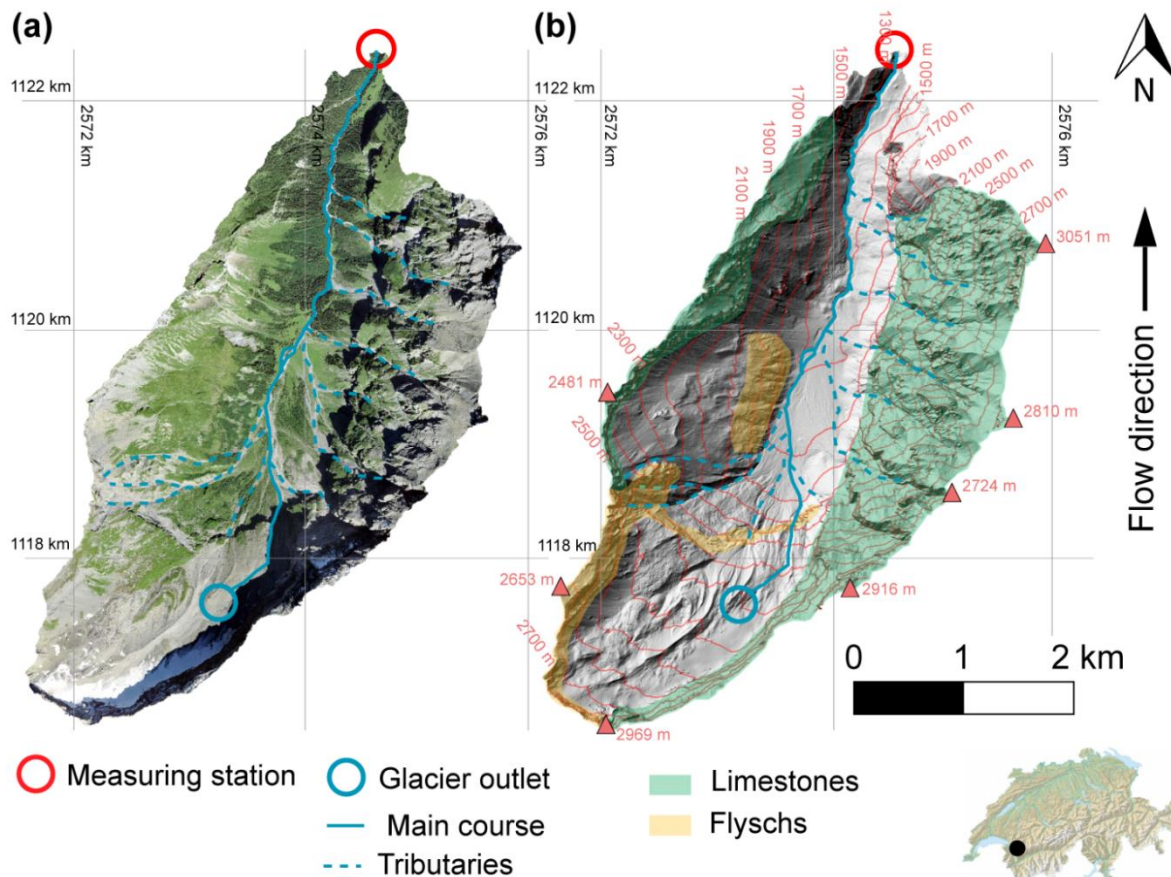 (a)
1122 km
2572 km
2574 km
2576 km
1120 km
1118 km
(b)
1300 m
1500 m
1500 m
1700 m
1700 m
1900 m
1900 m
2100 m
2100 m
2500 m
2700 m
3051 m
1122 km
2572 km
2574 km
2576 km
1120 km
2300 m
2481 m
2500 m
2810 m
2724 m
1118 km
2653 m
2916 m
2700 m
2969 m
N
Flow direction
0 1 2 km
Measuring station
Glacier outlet
Limestones
Main course
Flyschs
Tributaries